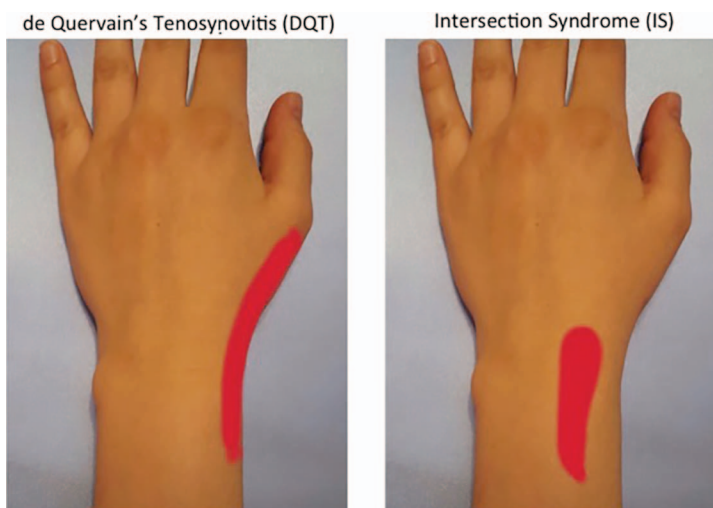 de Quervain's Tenosynovitis (DQT)
Intersection Syndrome (IS)